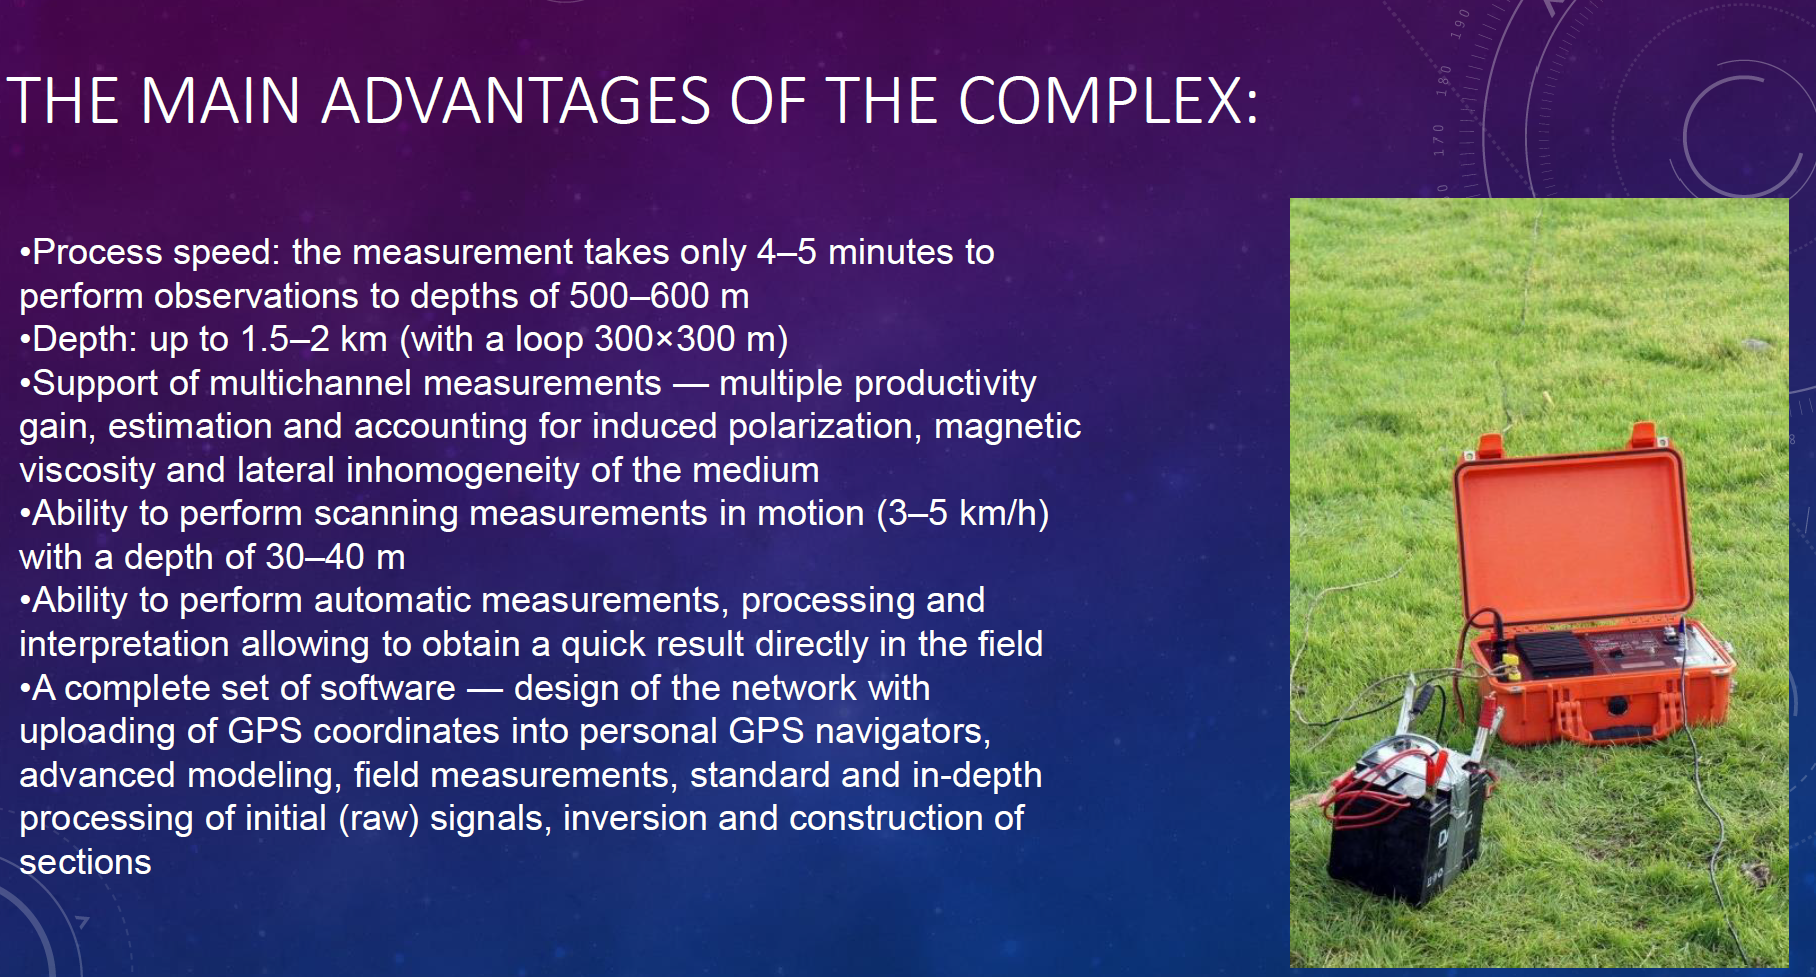 THE MAIN ADVANTAGES OF THE COMPLEX:
•Process speed: the measurement takes only 4–5 minutes to
perform observations to depths of 500–600 m
•Depth: up to 1.5–2 km (with a loop 300×300 m)
•Support of multichannel measurements — multiple productivity
gain, estimation and accounting for induced polarization, magnetic
viscosity and lateral inhomogeneity of the medium
•Ability to perform scanning measurements in motion (3–5 km/h)
with a depth of 30–40 m
•Ability to perform automatic measurements, processing and
interpretation allowing to obtain a quick result directly in the field
•A complete set of software — design of the network with
uploading of GPS coordinates into personal GPS navigators,
advanced modeling, field measurements, standard and in-depth
processing of initial (raw) signals, inversion and construction of
sections
190
180
170